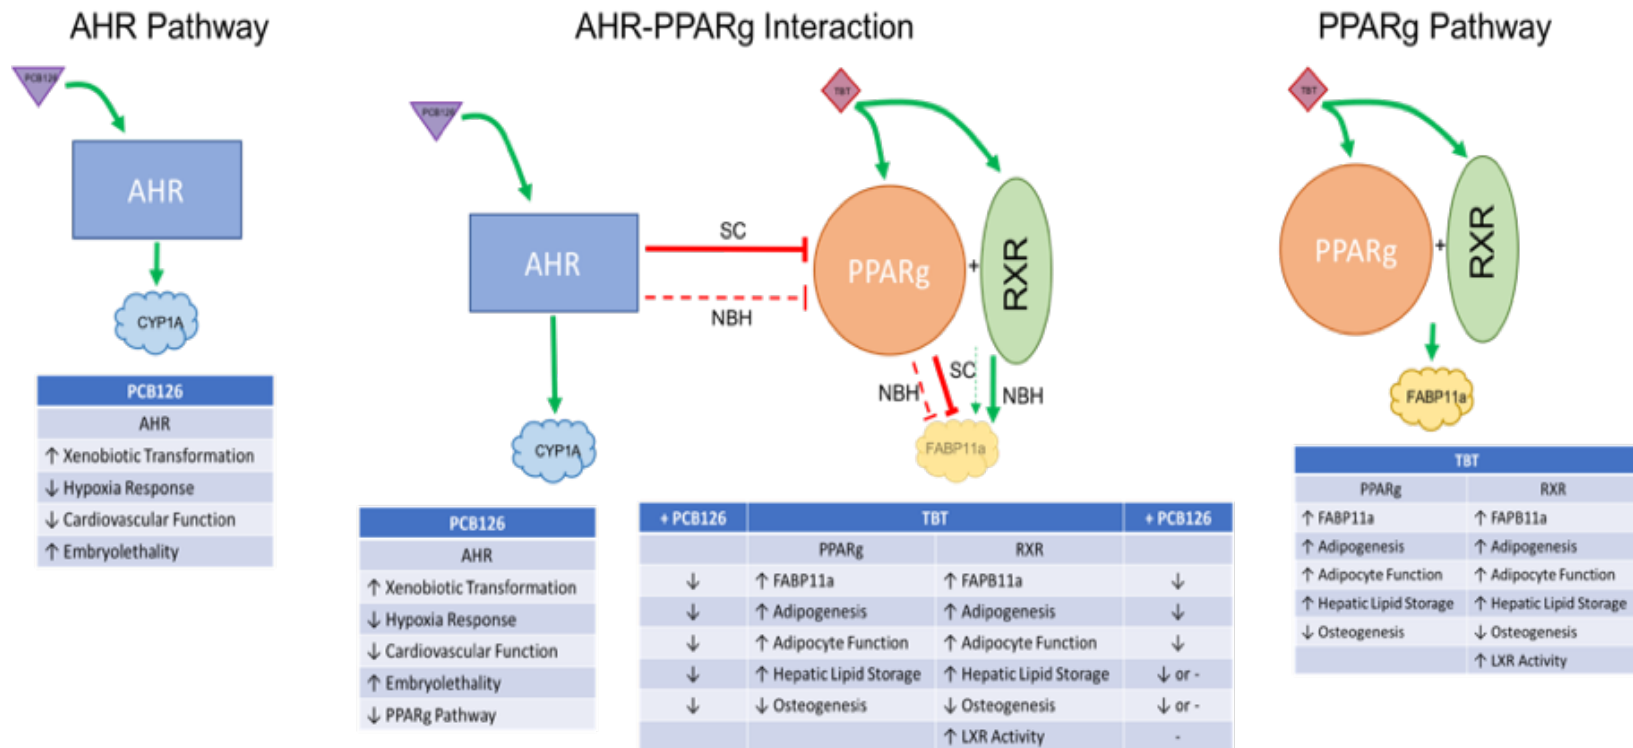 AHR Pathway
PCB126
AHR
CYP1A
PCB126
AHR
↑ Xenobiotic Transformation
↓ Hypoxia Response
↓ Cardiovascular Function
↑ Embryolethality
AHR-PPARg Interaction
PCB126
TBT
AHR
SC
NBH
PPARg
+
RXR
NBH
SC
NBH
CYP1A
FABP11a
PCB126
AHR
↑ Xenobiotic Transformation
↓ Hypoxia Response
↓ Cardiovascular Function
↑ Embryolethality
↓ PPARg Pathway
+ PCB126 TBT + PCB126
PPARg RXR
↓ ↑ FABP11a ↑ FAPB11a ↓
↓ ↑ Adipogenesis ↑ Adipogenesis ↓
↓ ↑ Adipocyte Function ↑ Adipocyte Function ↓
↓ ↑ Hepatic Lipid Storage ↑ Hepatic Lipid Storage ↓ or -
↓ ↓ Osteogenesis ↓ Osteogenesis ↓ or -
↑ LXR Activity -
PPARg Pathway
TBT
PPARg
+
RXR
FABP11a
TBT
PPARg RXR
↑ FABP11a ↑ FAPB11a
↑ Adipogenesis ↑ Adipogenesis
↑ Adipocyte Function ↑ Adipocyte Function
↑ Hepatic Lipid Storage ↑ Hepatic Lipid Storage
↓ Osteogenesis ↓ Osteogenesis
↑ LXR Activity